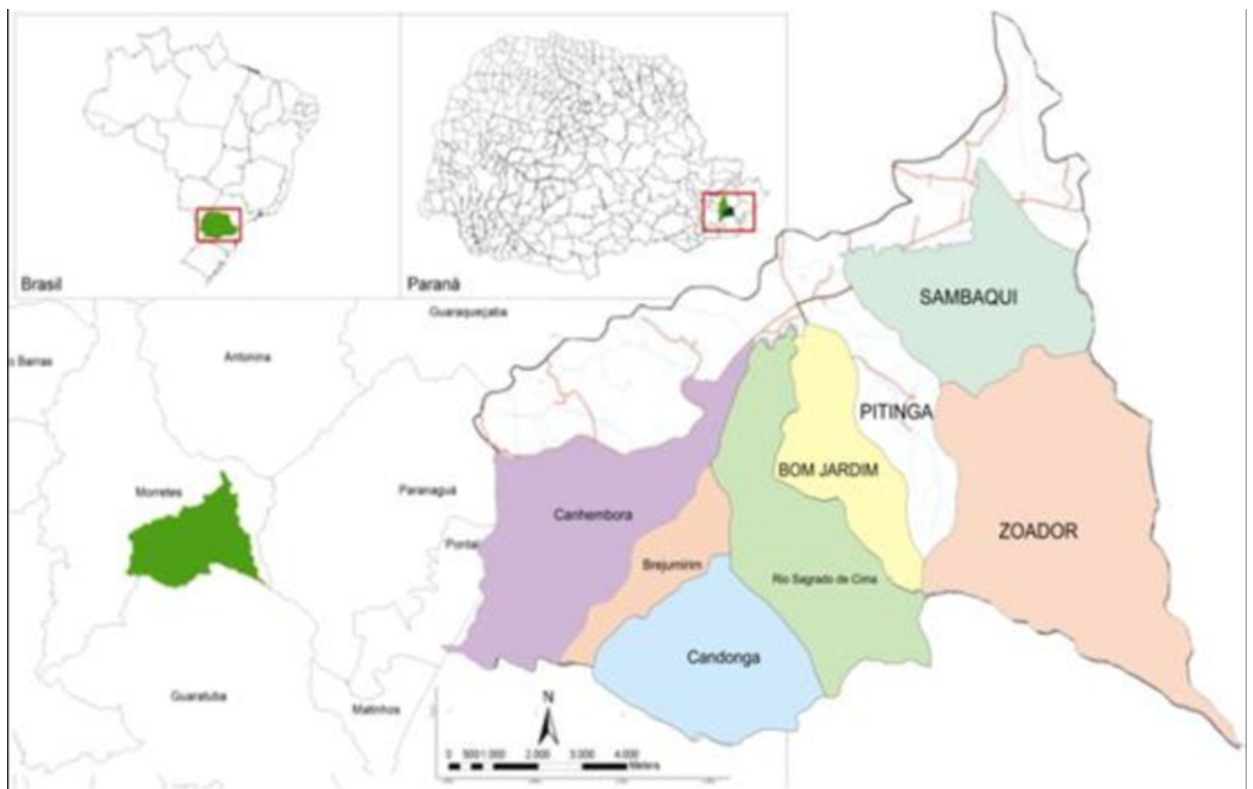 Brasil
Paraná
Guaraqueçaba
o Barras
Antonina
SAMBAQUI
PITINGA
BOM JARDIM
Morretes
Paranaguá
Canhembora
ZOADOR
Pontal
Brejumirim
Rio Sagrado de Cima
Candonga
Guaratuba
Matinhos
N
0 500 1.000 2.000 3.000 4.000
Meters